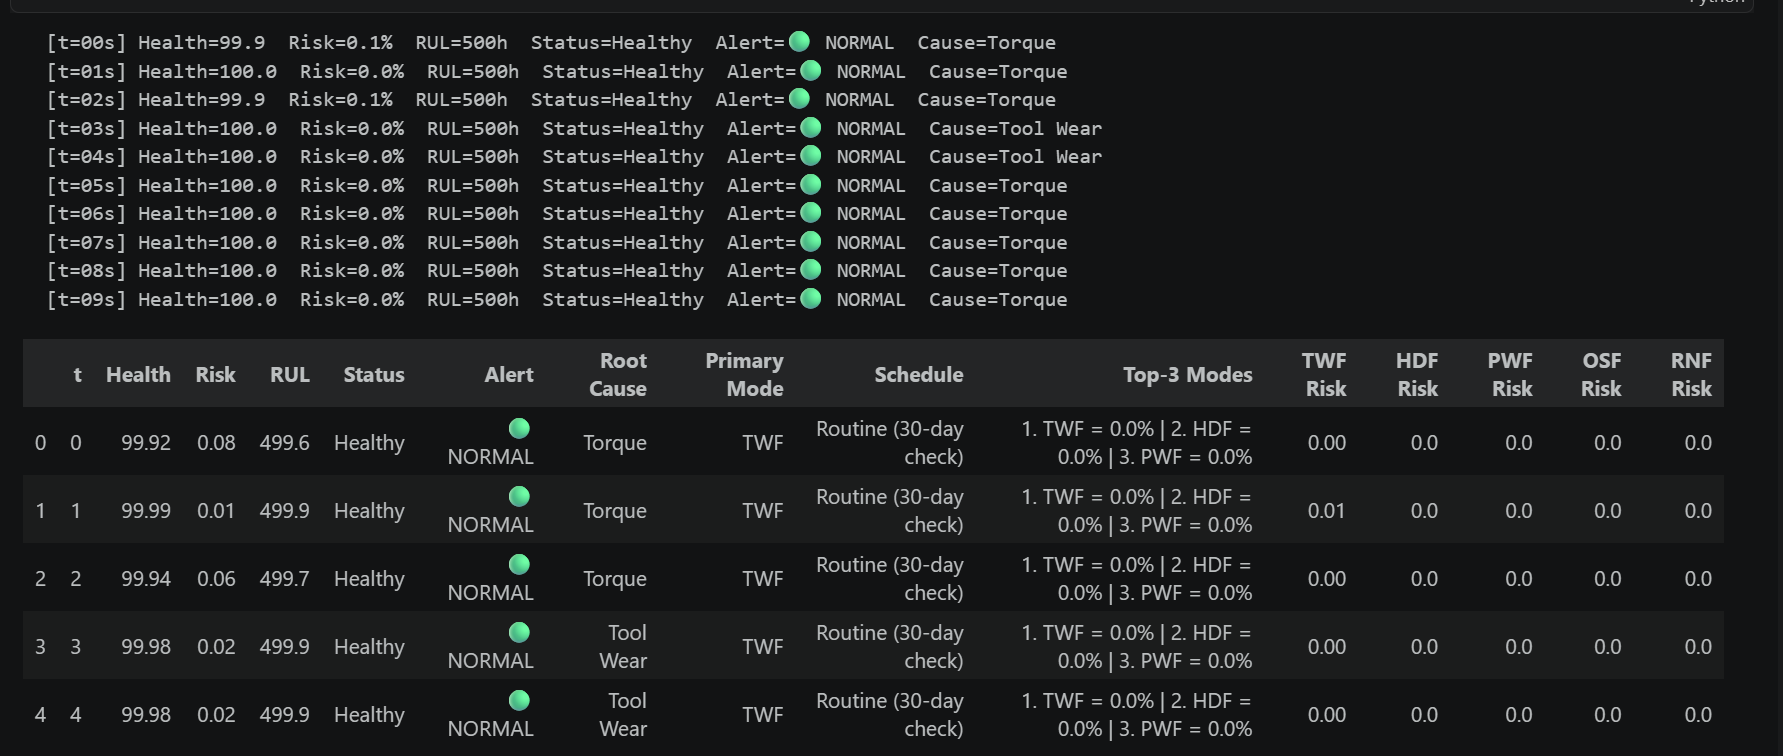 Python
[t=00s] Health=99.9  Risk=0.1%  RUL=500h  Status=Healthy  Alert=🟢 NORMAL  Cause=Torque
[t=01s] Health=100.0  Risk=0.0%  RUL=500h  Status=Healthy  Alert=🟢 NORMAL  Cause=Torque
[t=02s] Health=99.9  Risk=0.1%  RUL=500h  Status=Healthy  Alert=🟢 NORMAL  Cause=Torque
[t=03s] Health=100.0  Risk=0.0%  RUL=500h  Status=Healthy  Alert=🟢 NORMAL  Cause=Tool Wear
[t=04s] Health=100.0  Risk=0.0%  RUL=500h  Status=Healthy  Alert=🟢 NORMAL  Cause=Tool Wear
[t=05s] Health=100.0  Risk=0.0%  RUL=500h  Status=Healthy  Alert=🟢 NORMAL  Cause=Torque
[t=06s] Health=100.0  Risk=0.0%  RUL=500h  Status=Healthy  Alert=🟢 NORMAL  Cause=Torque
[t=07s] Health=100.0  Risk=0.0%  RUL=500h  Status=Healthy  Alert=🟢 NORMAL  Cause=Torque
[t=08s] Health=100.0  Risk=0.0%  RUL=500h  Status=Healthy  Alert=🟢 NORMAL  Cause=Torque
[t=09s] Health=100.0  Risk=0.0%  RUL=500h  Status=Healthy  Alert=🟢 NORMAL  Cause=Torque
t Health Risk RUL Status Alert Root Cause Primary Mode Schedule Top-3 Modes TWF Risk HDF Risk PWF Risk OSF Risk RNF Risk
0 0 99.92 0.08 499.6 Healthy 🟢 NORMAL Torque TWF Routine (30-day check) 1. TWF = 0.0% | 2. HDF = 0.0% | 3. PWF = 0.0% 0.00 0.0 0.0 0.0 0.0
1 1 99.99 0.01 499.9 Healthy 🟢 NORMAL Torque TWF Routine (30-day check) 1. TWF = 0.0% | 2. HDF = 0.0% | 3. PWF = 0.0% 0.01 0.0 0.0 0.0 0.0
2 2 99.94 0.06 499.7 Healthy 🟢 NORMAL Torque TWF Routine (30-day check) 1. TWF = 0.0% | 2. HDF = 0.0% | 3. PWF = 0.0% 0.00 0.0 0.0 0.0 0.0
3 3 99.98 0.02 499.9 Healthy 🟢 NORMAL Tool Wear TWF Routine (30-day check) 1. TWF = 0.0% | 2. HDF = 0.0% | 3. PWF = 0.0% 0.00 0.0 0.0 0.0 0.0
4 4 99.98 0.02 499.9 Healthy 🟢 NORMAL Tool Wear TWF Routine (30-day check) 1. TWF = 0.0% | 2. HDF = 0.0% | 3. PWF = 0.0% 0.00 0.0 0.0 0.0 0.0